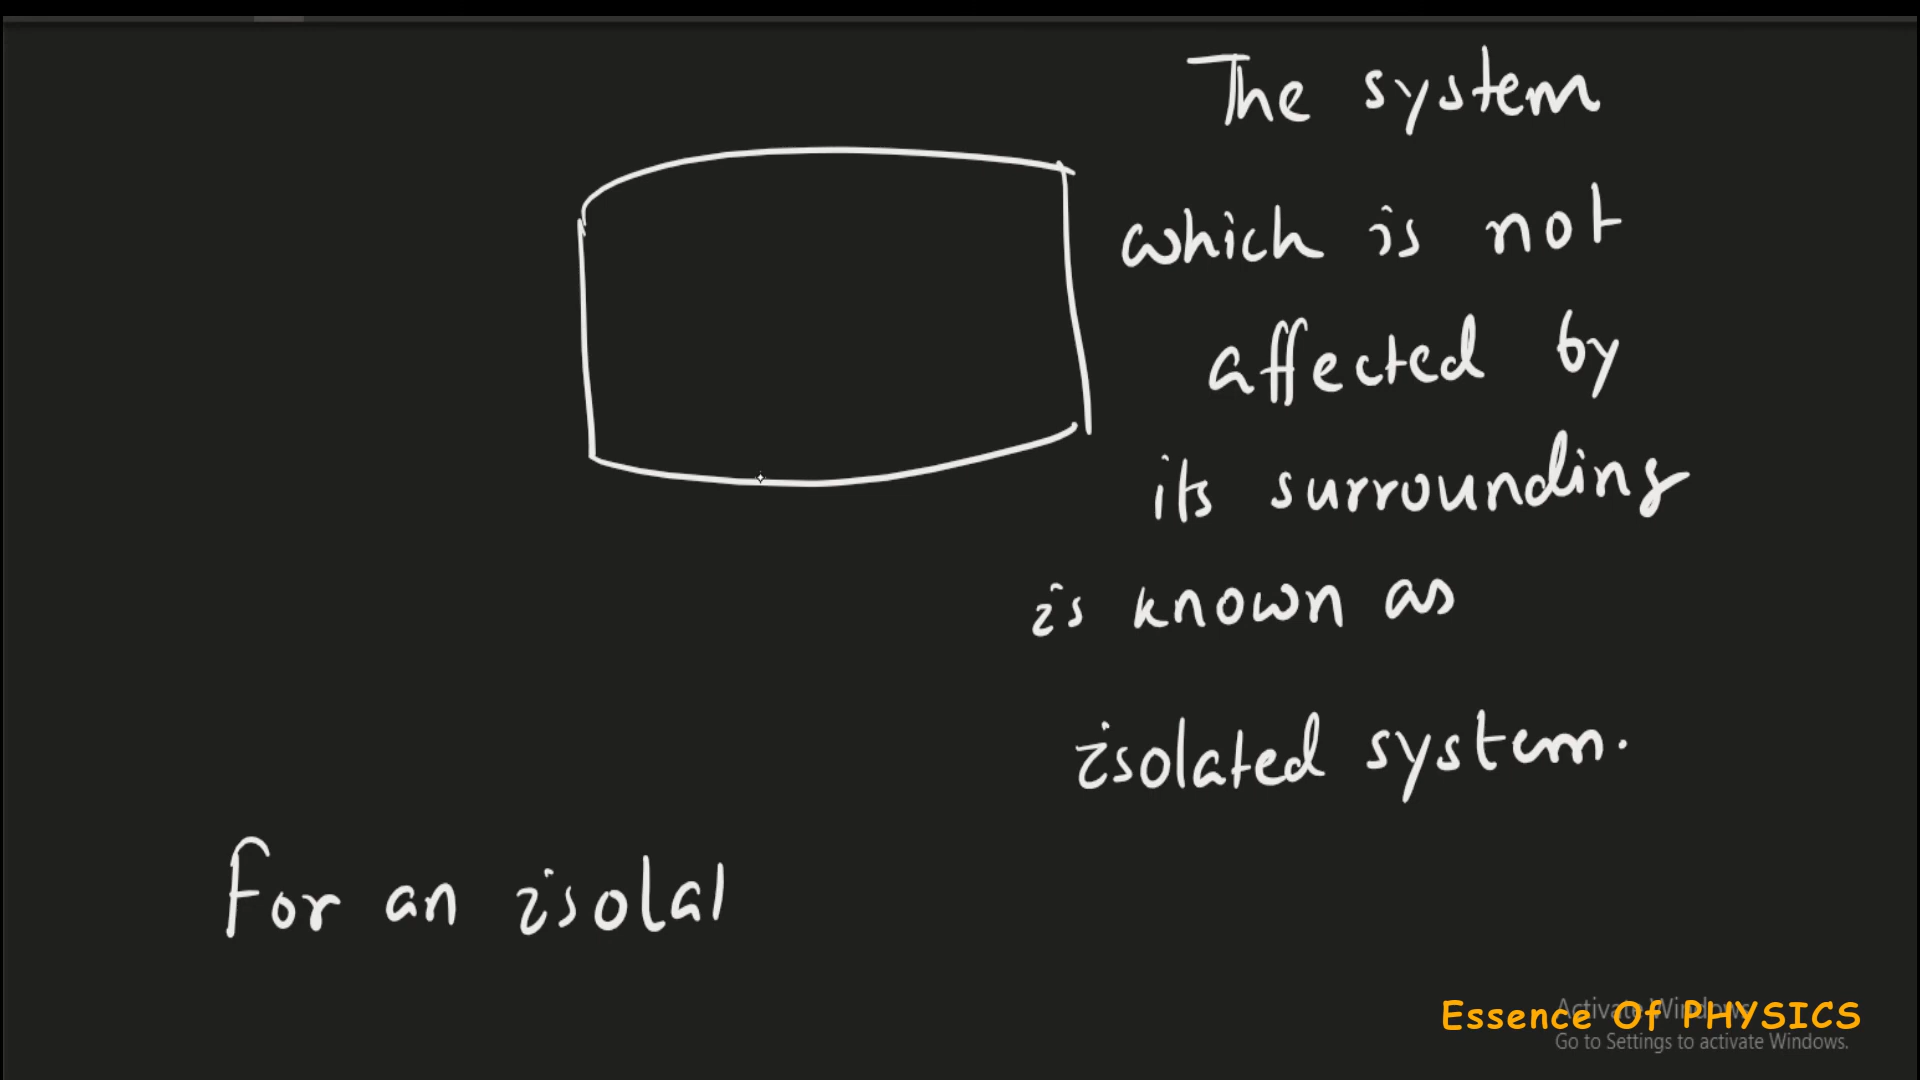 The system
which is not
affected by
its surrounding
is known as
isolated system.
For an isolat
Essence Of PHYSICS
Activate Windows
Go to Settings to activate Windows.